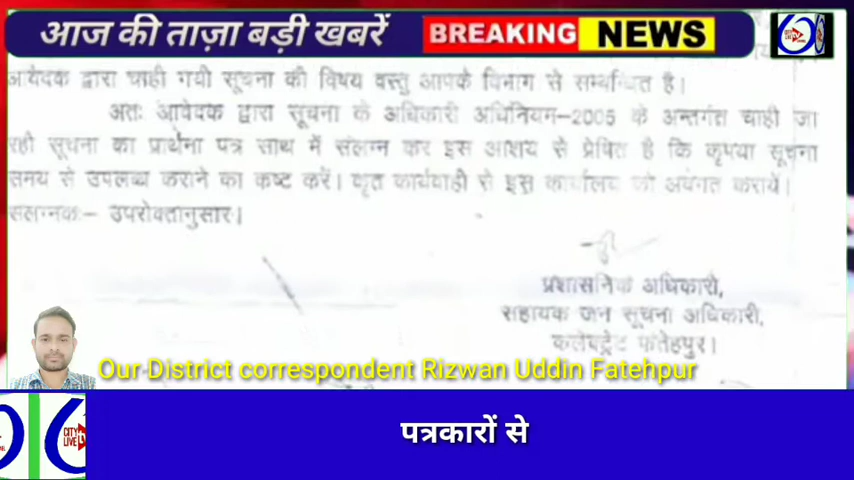 आज की ताज़ा बड़ी खबरें
BREAKING NEWS
आवेदक द्वारा चाही गयी सूचना की विषय वस्तु आपके विभाग से सम्बन्धित है।
अतः आवेदक द्वारा सूचना के अधिकारी अधिनियम-2005 के अन्तर्गत चाही जा
रही सूचना का प्रार्थना पत्र साथ में संलग्न कर इस आशय से प्रेषित है कि कृपया सूचना
समय से उपलब्ध कराने का कष्ट करें। कृत कार्यवाही से इस कार्यालय को अवगत करायें।
संलग्नक:- उपरोक्तानुसार।
प्रशासनिक अधिकारी,
सहायक जन सूचना अधिकारी,
कलेक्ट्रेट फतेहपुर।
Our District correspondent Rizwan Uddin Fatehpur
CITY LIVE tv
पत्रकारों से